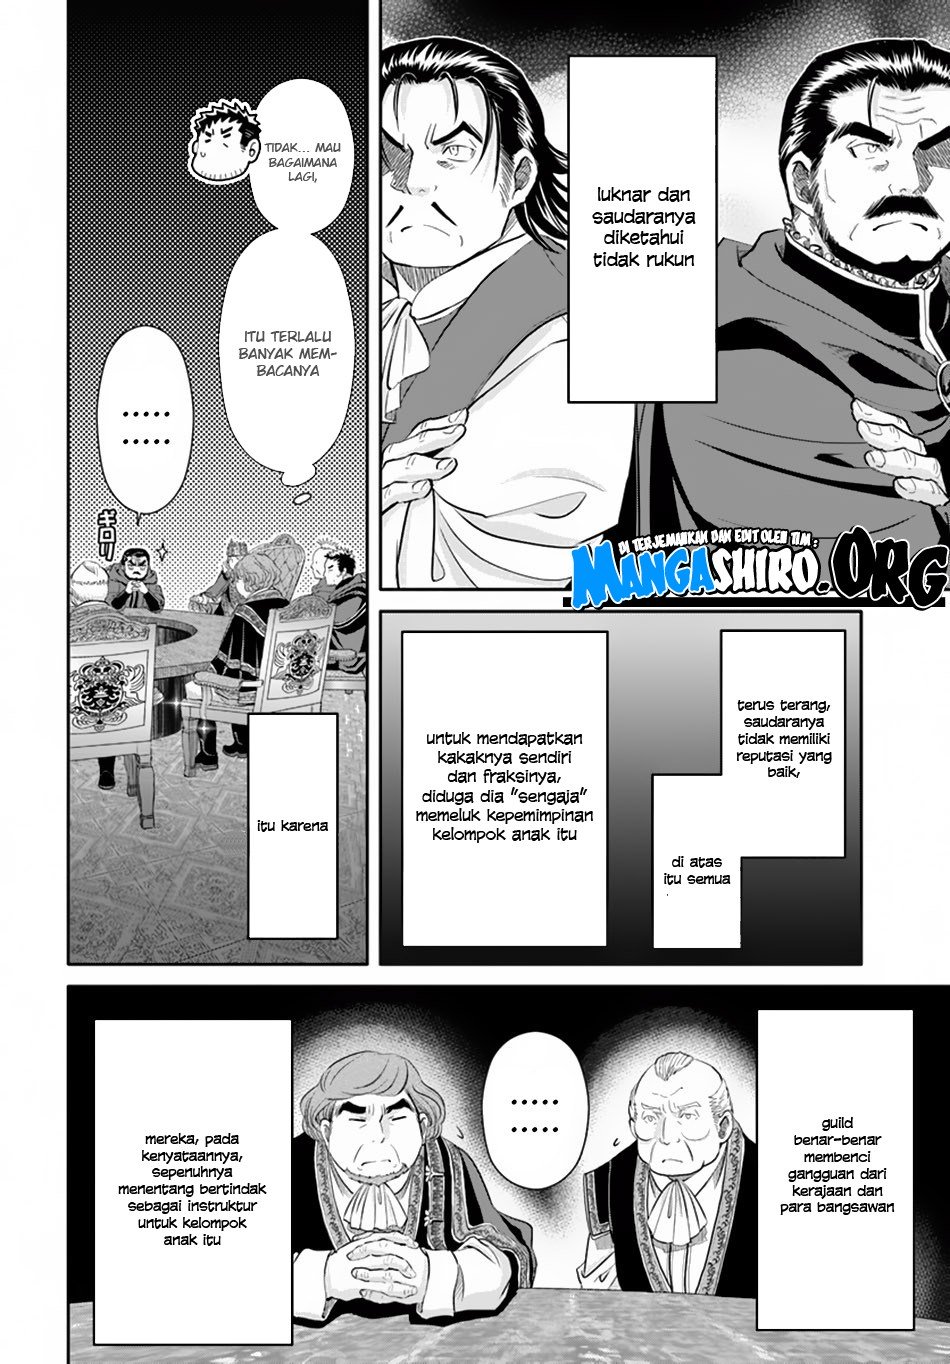 luknar dan
saudaranya
diketahui
tidak rukun
TIDAK... MAU
BAGAIMANA
LAGI,
ITU TERLALU
BANYAK MEM-
BACANYA
.....
.....
ギロッ
DI TERJEMAHKAN DAN EDIT OLEH TIM :
MANGASHIRO.ORG
terus terang,
saudaranya
tidak memiliki
reputasi yang
baik,
di atas
itu semua
.
untuk mendapatkan
kakaknya sendiri
dan fraksinya,
diduga dia "sengaja"
memeluk kepemimpinan
kelompok anak itu
itu karena
guild
benar-benar
membenci
gangguan dari
kerajaan dan
para bangsawan
.....
.....
mereka, pada
kenyataannya,
sepenuhnya
menentang bertindak
sebagai instruktur
untuk kelompok
anak itu